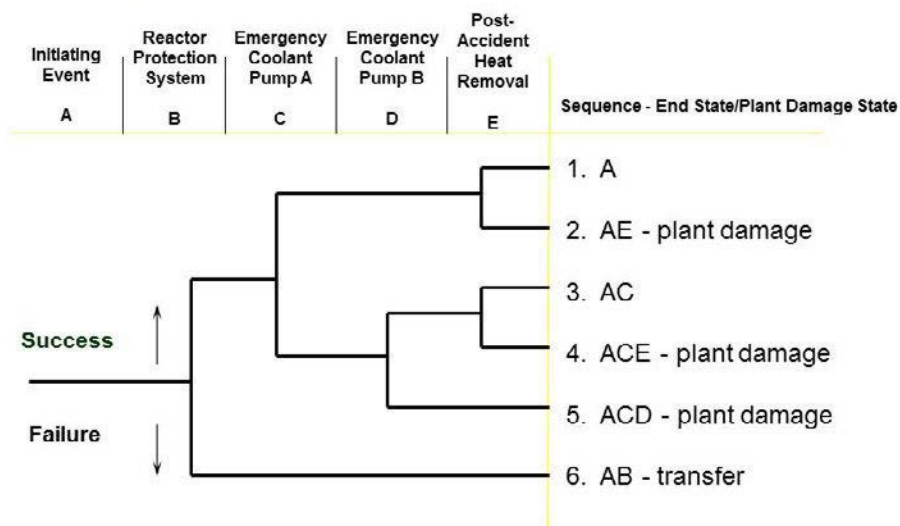 Initiating
Event
A
Reactor
Protection
System
B
Emergency
Coolant
Pump A
C
Emergency
Coolant
Pump B
D
Post-
Accident
Heat
Removal
E
Sequence - End State/Plant Damage State
1. A
2. AE - plant damage
3. AC
4. ACE - plant damage
5. ACD - plant damage
6. AB - transfer
Success
Failure